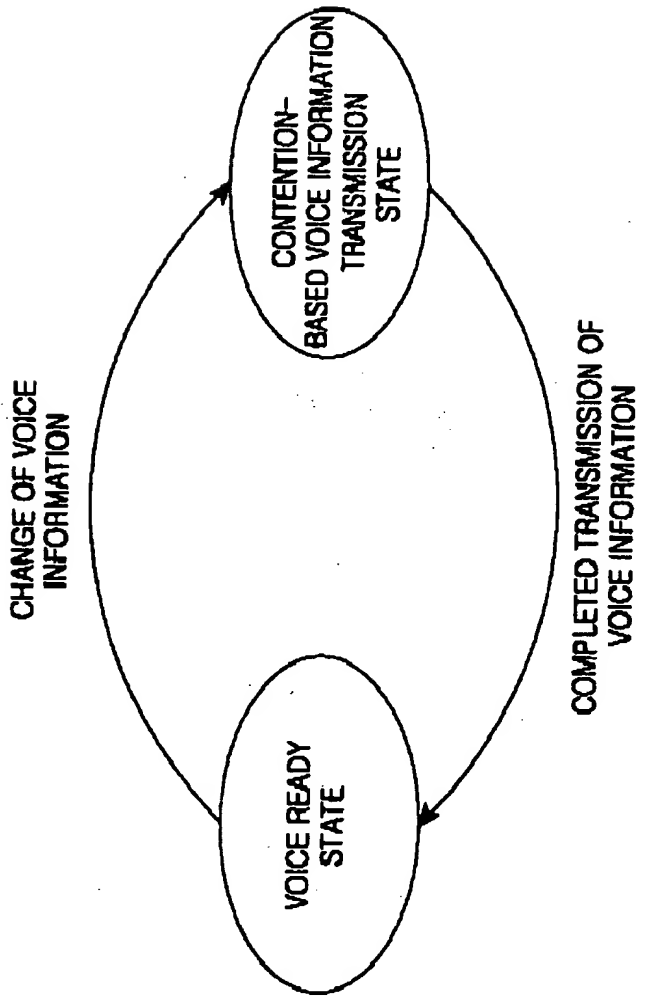 CHANGE OF VOICE
INFORMATION
VOICE READY
STATE
CONTENTION-
BASED VOICE INFORMATION
TRANSMISSION
STATE
COMPLETED TRANSMISSION OF
VOICE INFORMATION